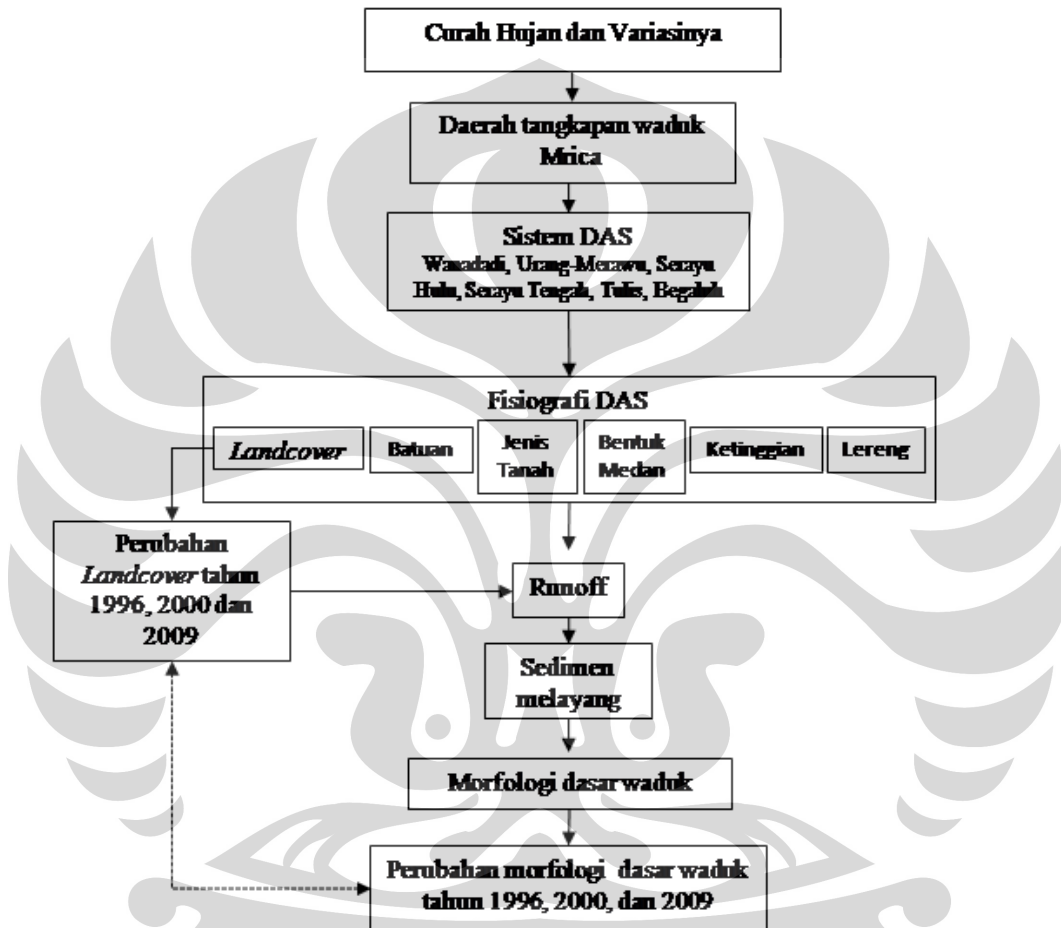 Curah Hujan dan Variasinya
Daerah tangkapan waduk
Mrica
Sistem DAS
Wanadadi, Urang-Merawu, Serayu
Hulu, Serayu Tengah, Tulis, Begaluh
Fisiografi DAS
Landcover
Batuan
Jenis
Tanah
Bentuk
Medan
Ketinggian
Lereng
Perubahan
Landcover tahun
1996, 2000 dan
2009
Runoff
Sedimen
melayang
Morfologi dasar waduk
Perubahan morfologi dasar waduk
tahun 1996, 2000, dan 2009